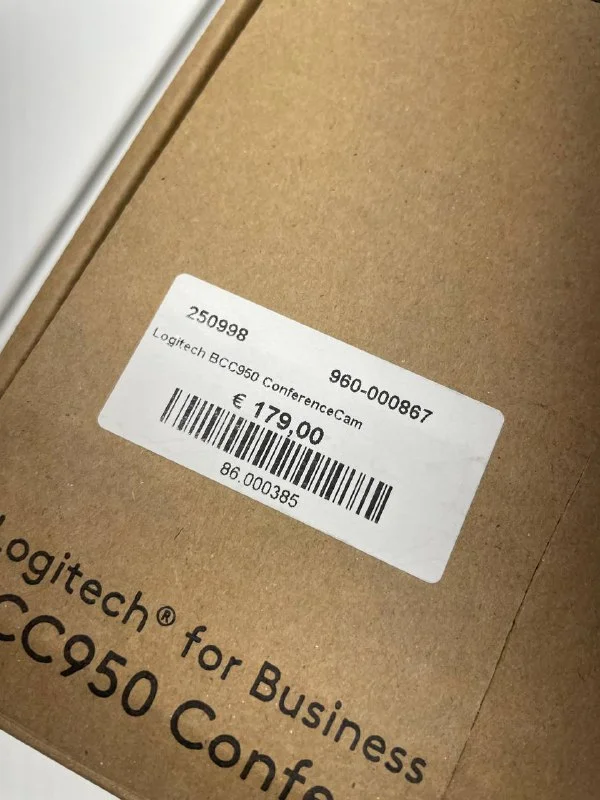 250998
960-000867
Logitech BCC950 ConferenceCam
€ 179,00
86.000385
Logitech® for Business
CC950 Confe